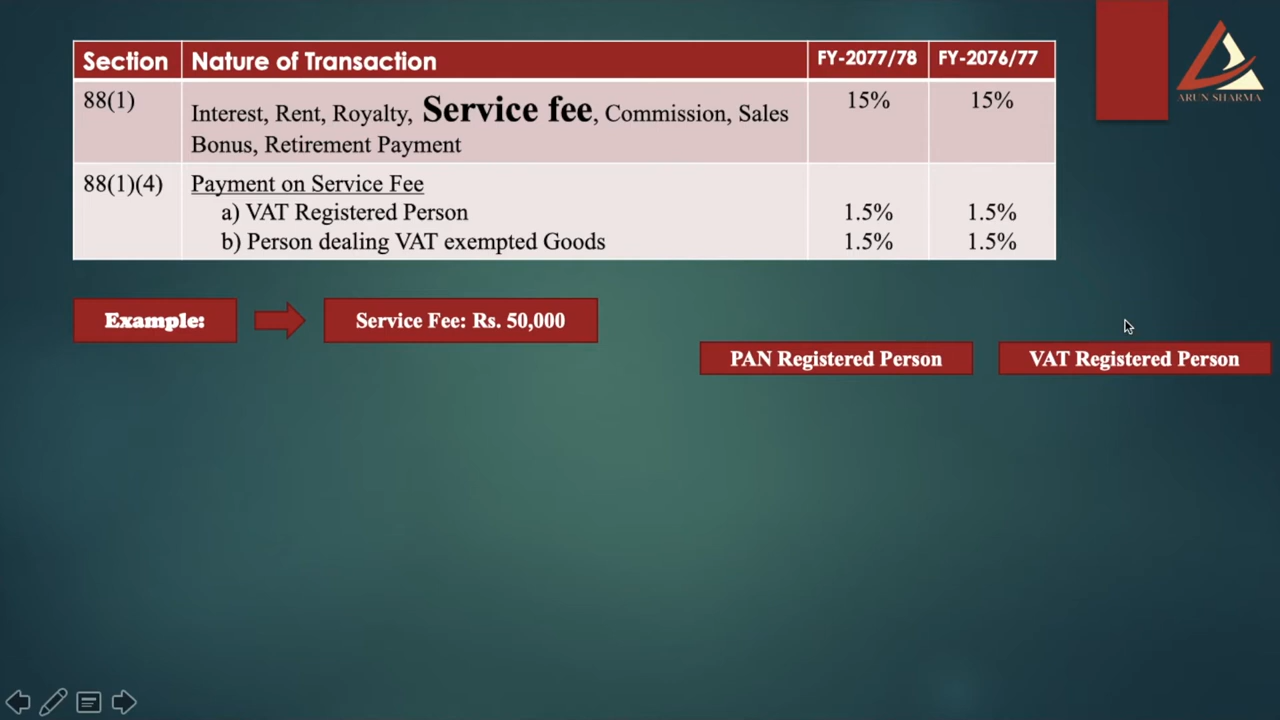 Section Nature of Transaction FY-2077/78 FY-2076/77
88(1) Interest, Rent, Royalty, Service fee, Commission, Sales 15% 15%
Bonus, Retirement Payment
88(1)(4) Payment on Service Fee
a) VAT Registered Person 1.5% 1.5%
b) Person dealing VAT exempted Goods 1.5% 1.5%
ARUN SHARMA
Example: Service Fee: Rs. 50,000
PAN Registered Person VAT Registered Person